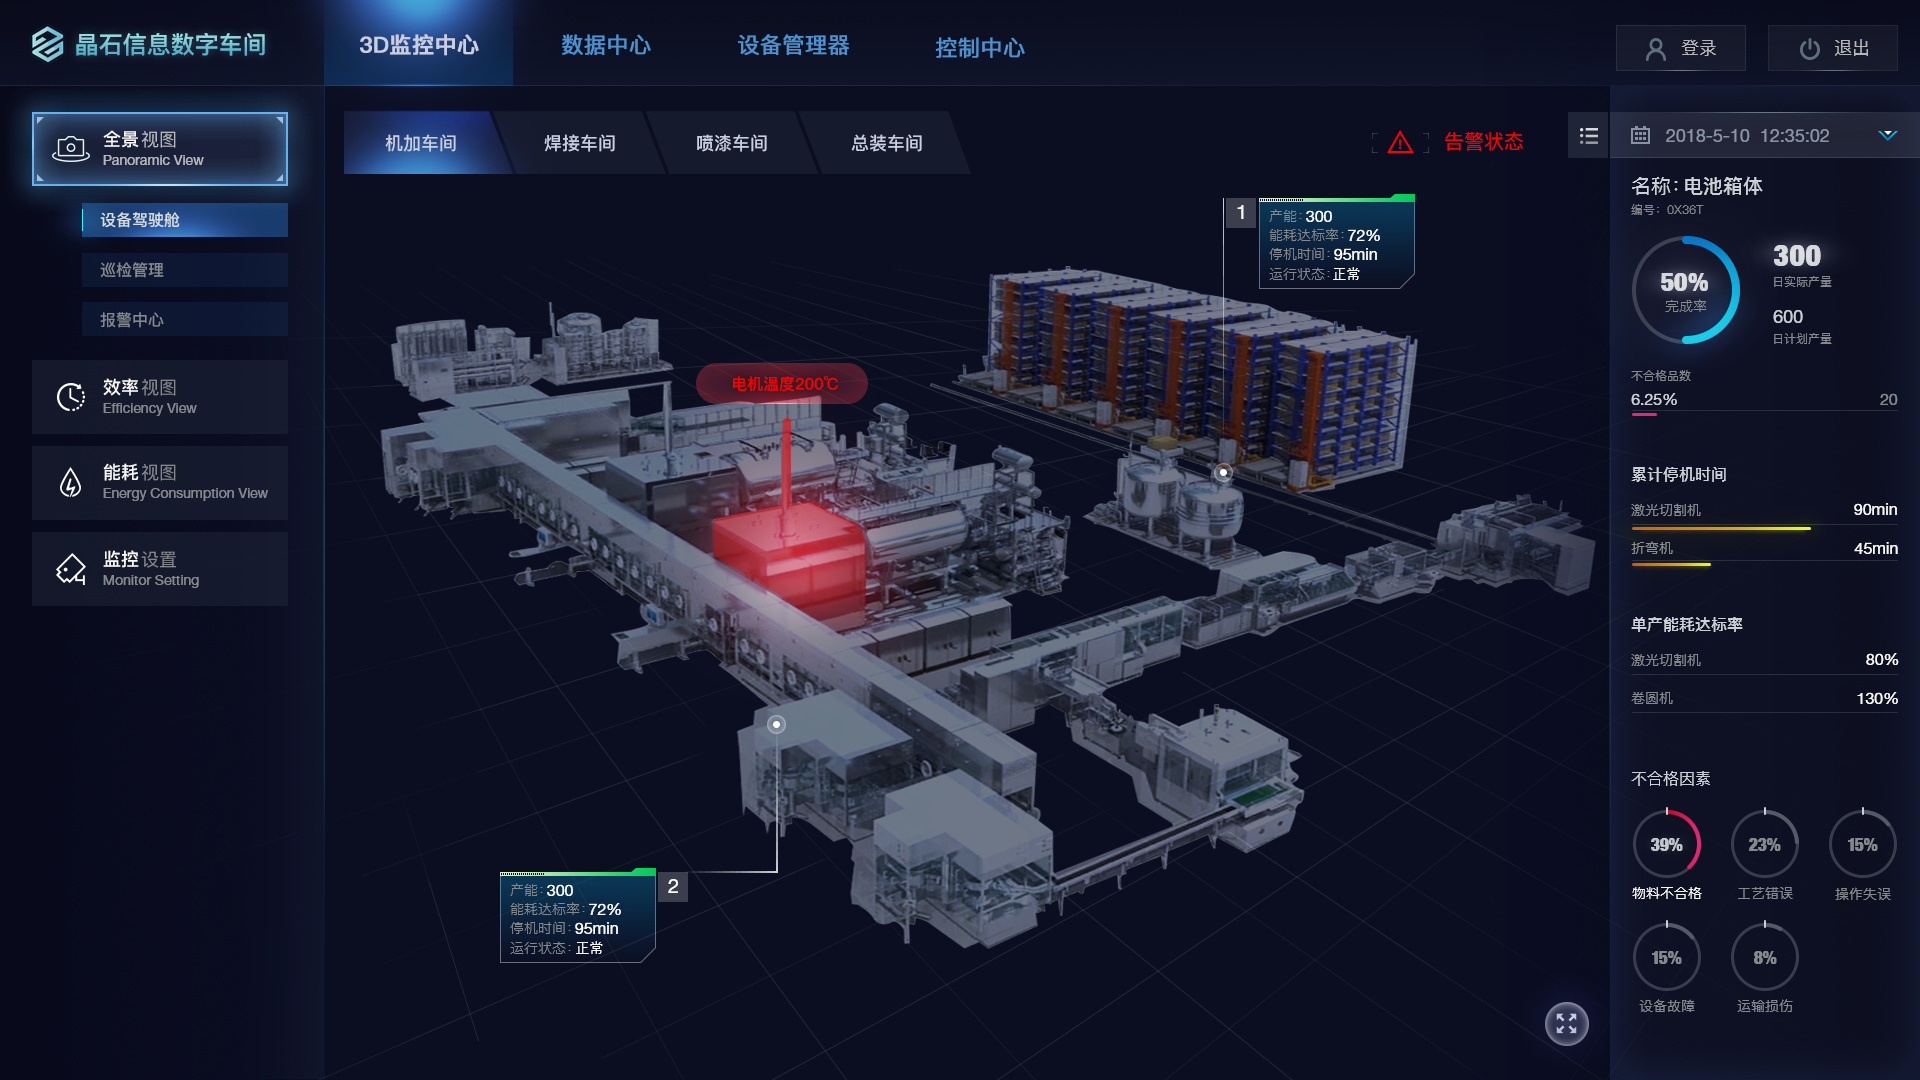 晶石信息数字车间
3D监控中心
数据中心
设备管理器
控制中心
登录
退出
全景视图
Panoramic View
设备驾驶舱
巡检管理
报警中心
效率视图
Efficiency View
能耗视图
Energy Consumption View
监控设置
Monitor Setting
机加车间
焊接车间
喷漆车间
总装车间
告警状态
1
产能: 300
能耗达标率: 72%
停机时间: 95min
运行状态: 正常
电机温度200℃
产能: 300
能耗达标率: 72%
停机时间: 95min
运行状态: 正常
2
2018-5-10 12:35:02
名称: 电池箱体
编号: 0X36T
50%
完成率
300
日实际产量
600
日计划产量
不合格品数
6.25% 20
累计停机时间
激光切割机 90min
折弯机 45min
单产能耗达标率
激光切割机 80%
卷圆机 130%
不合格因素
39% 23% 15%
物料不合格 工艺错误 操作失误
15% 8%
设备故障 运输损伤